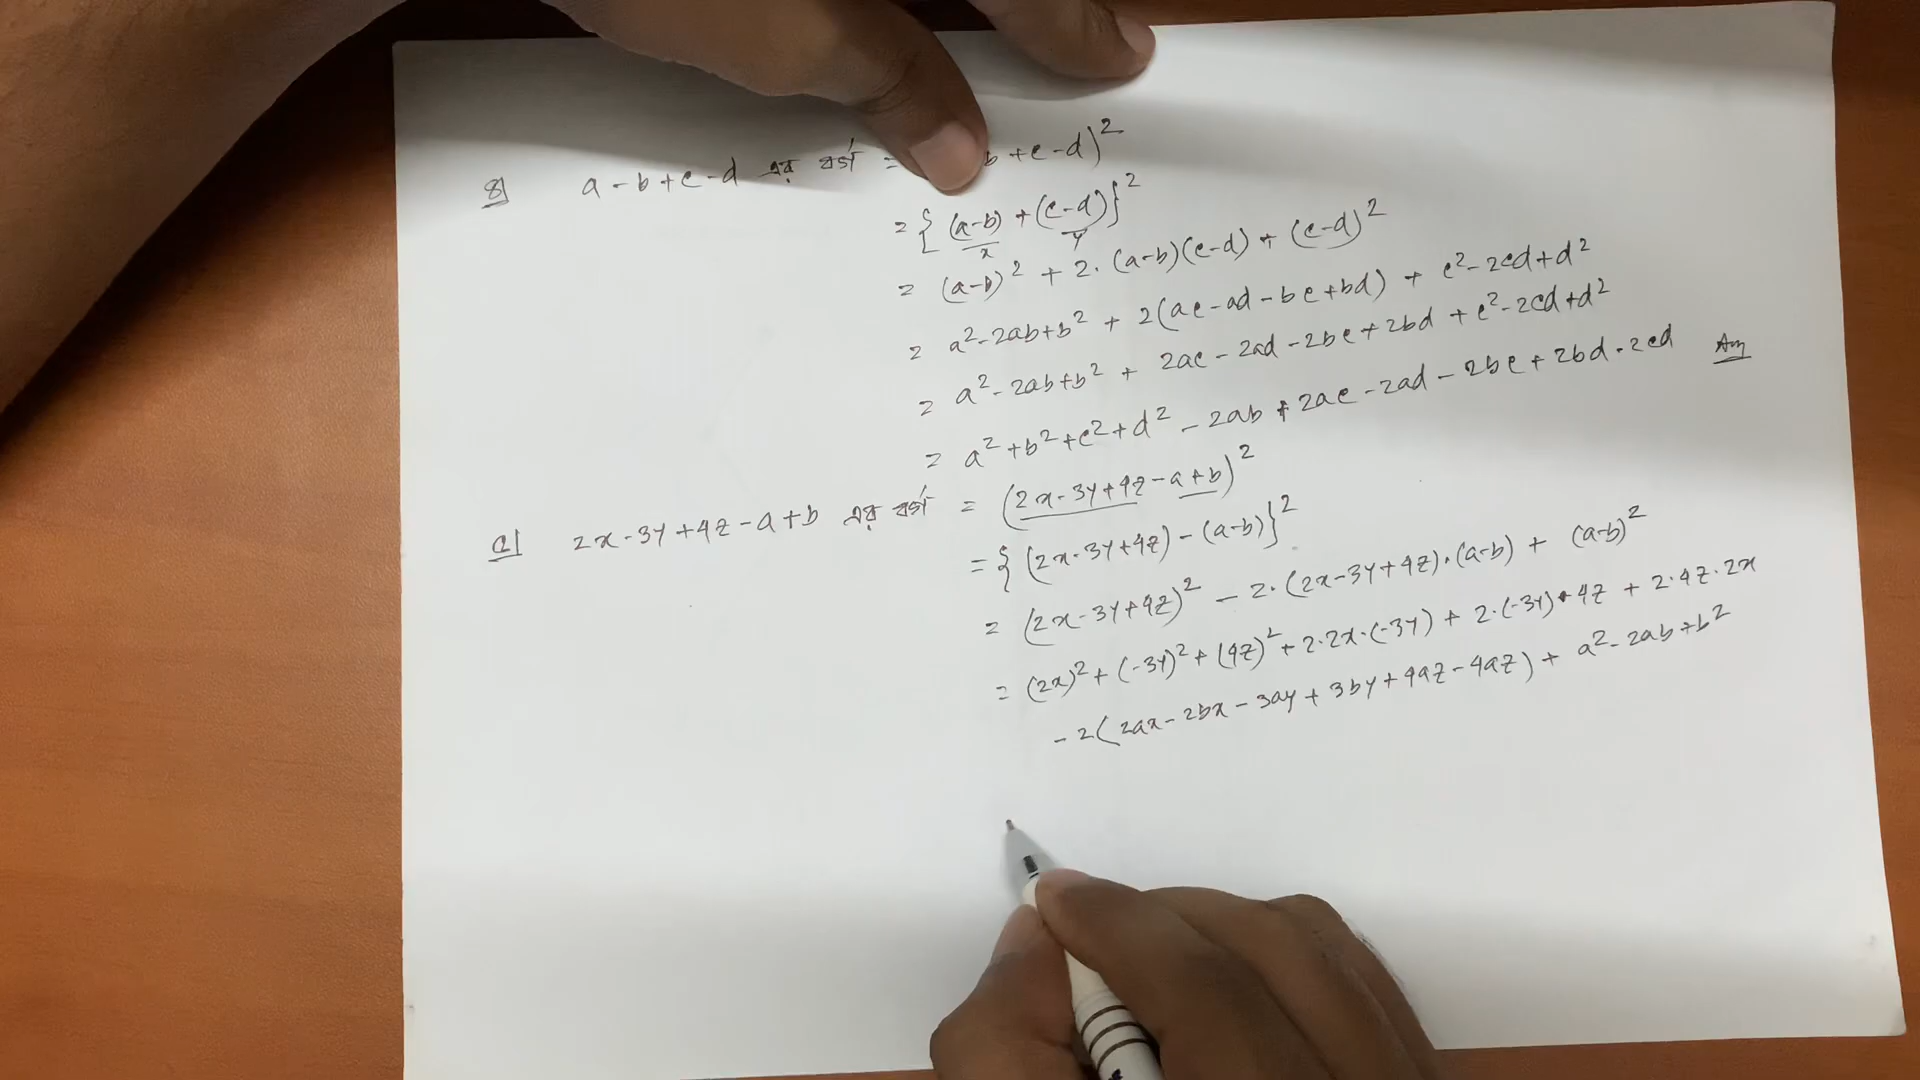 ৪| a - b + c - d এর বর্গ = b + c - d)²
= {(a-b) + (c-d)}²
x y
= (a-b)² + 2. (a-b)(c-d) + (c-d)²
= a² - 2ab + b² + 2(ac - ad - bc + bd) + c² - 2cd + d²
= a² - 2ab + b² + 2ac - 2ad - 2bc + 2bd + c² - 2cd + d²
= a² + b² + c² + d² - 2ab + 2ac - 2ad - 2bc + 2bd - 2cd Ans
৫| 2x - 3y + 4z - a + b এর বর্গ = (2x - 3y + 4z - a + b)²
= {(2x - 3y + 4z) - (a-b)}²
= (2x - 3y + 4z)² - 2. (2x - 3y + 4z).(a-b) + (a-b)²
= (2x)² + (-3y)² + (4z)² + 2.2x.(-3y) + 2.(-3y).4z + 2.4z.2x
- 2(2ax - 2bx - 3ay + 3by + 4az - 4az) + a² - 2ab + b²